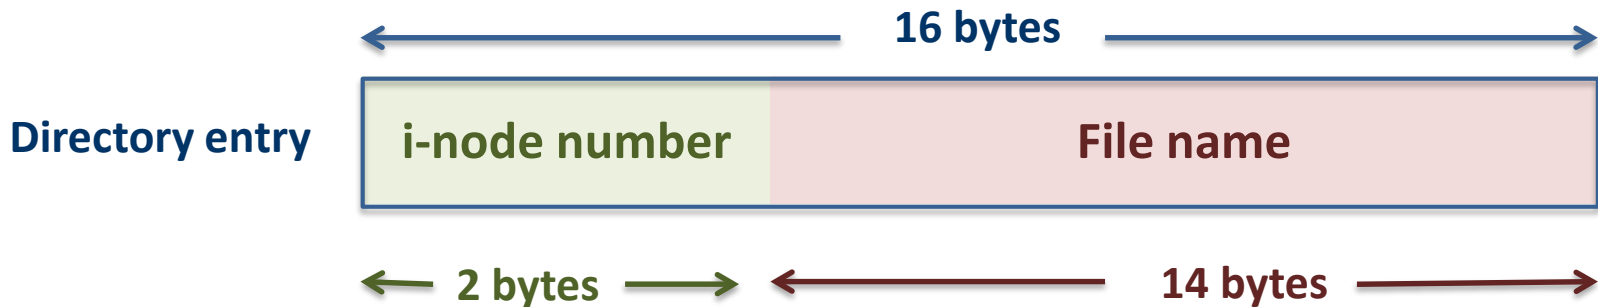 16 bytes
Directory entry
i-node number
File name
2 bytes
14 bytes